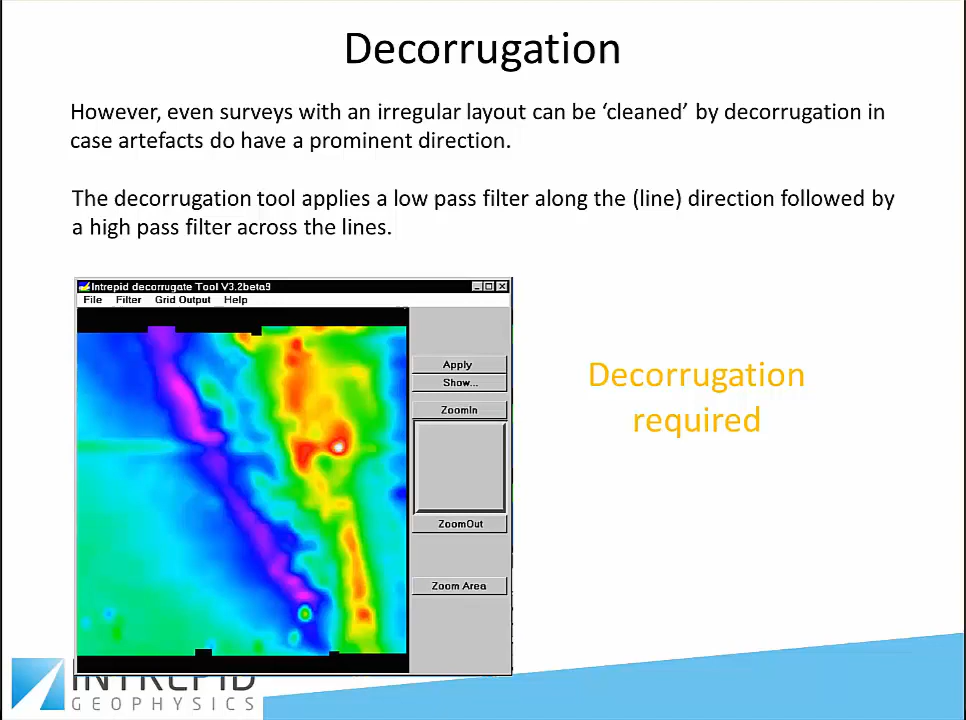 Decorrugation
However, even surveys with an irregular layout can be ‘cleaned’ by decorrugation in
case artefacts do have a prominent direction.
The decorrugation tool applies a low pass filter along the (line) direction followed by
a high pass filter across the lines.
Intrepid decorrugate Tool V3.2beta9
File Filter Grid Output Help
Apply
Show...
ZoomIn
ZoomOut
Zoom Area
Decorrugation
required
INTREPID
GEOPHYSICS